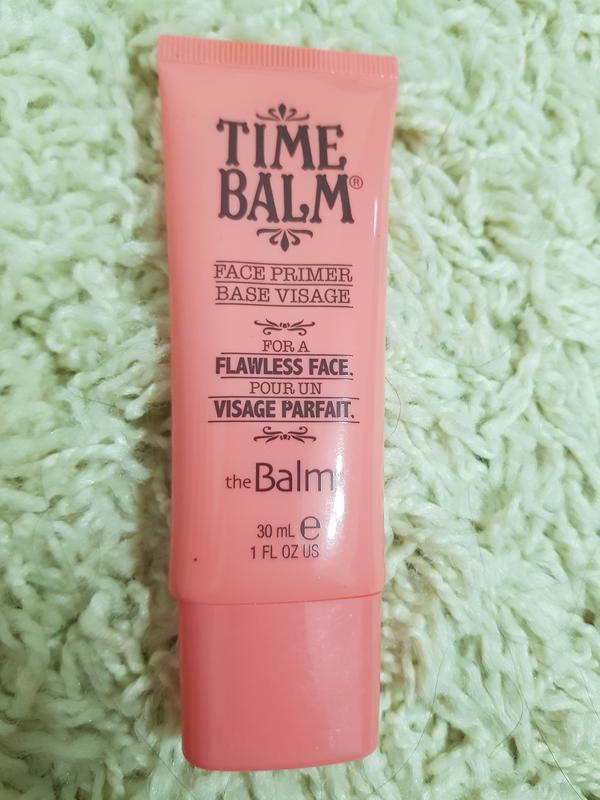 TIME
BALM®
FACE PRIMER
BASE VISAGE
FOR A
FLAWLESS FACE.
POUR UN
VISAGE PARFAIT.
theBalm
30 mL ℮
1 FL OZ US